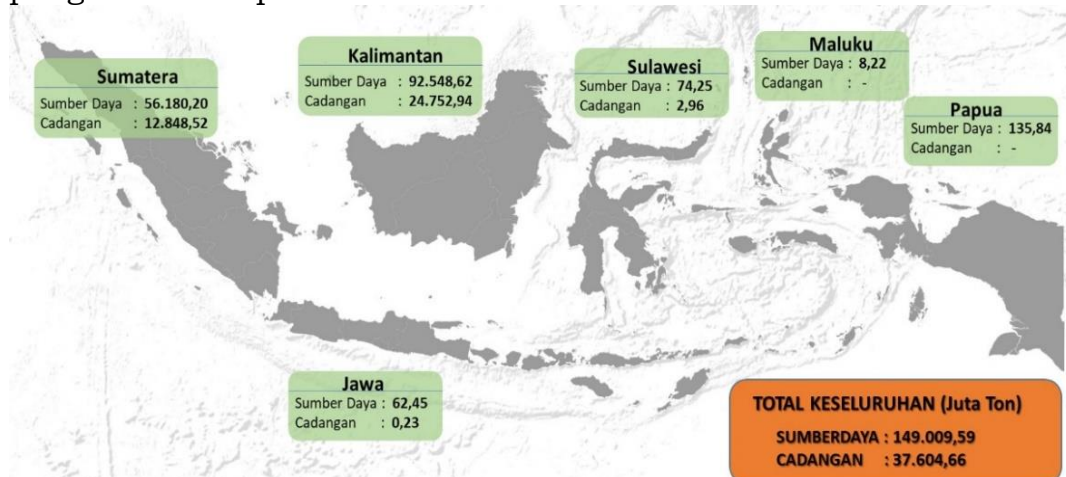 Sumatera
Sumber Daya : 56.180,20
Cadangan : 12.848,52
Kalimantan
Sumber Daya : 92.548,62
Cadangan : 24.752,94
Sulawesi
Sumber Daya : 74,25
Cadangan : 2,96
Maluku
Sumber Daya : 8,22
Cadangan : -
Papua
Sumber Daya : 135,84
Cadangan : -
Jawa
Sumber Daya : 62,45
Cadangan : 0,23
TOTAL KESELURUHAN (Juta Ton)
SUMBERDAYA : 149.009,59
CADANGAN : 37.604,66